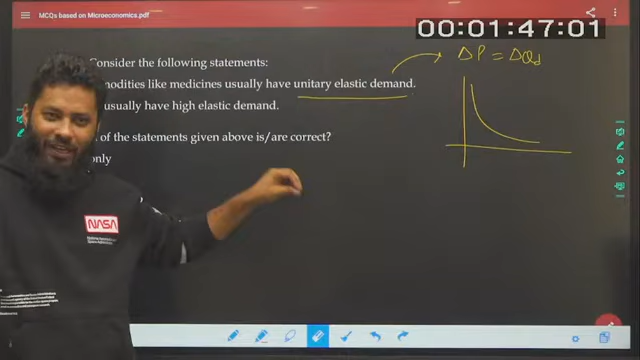 MCQs based on Microeconomics.pdf
00:01:47:01
Consider the following statements:
modities like medicines usually have unitary elastic demand.
usually have high elastic demand.
of the statements given above is/are correct?
only
ΔP = ΔQd
NASA